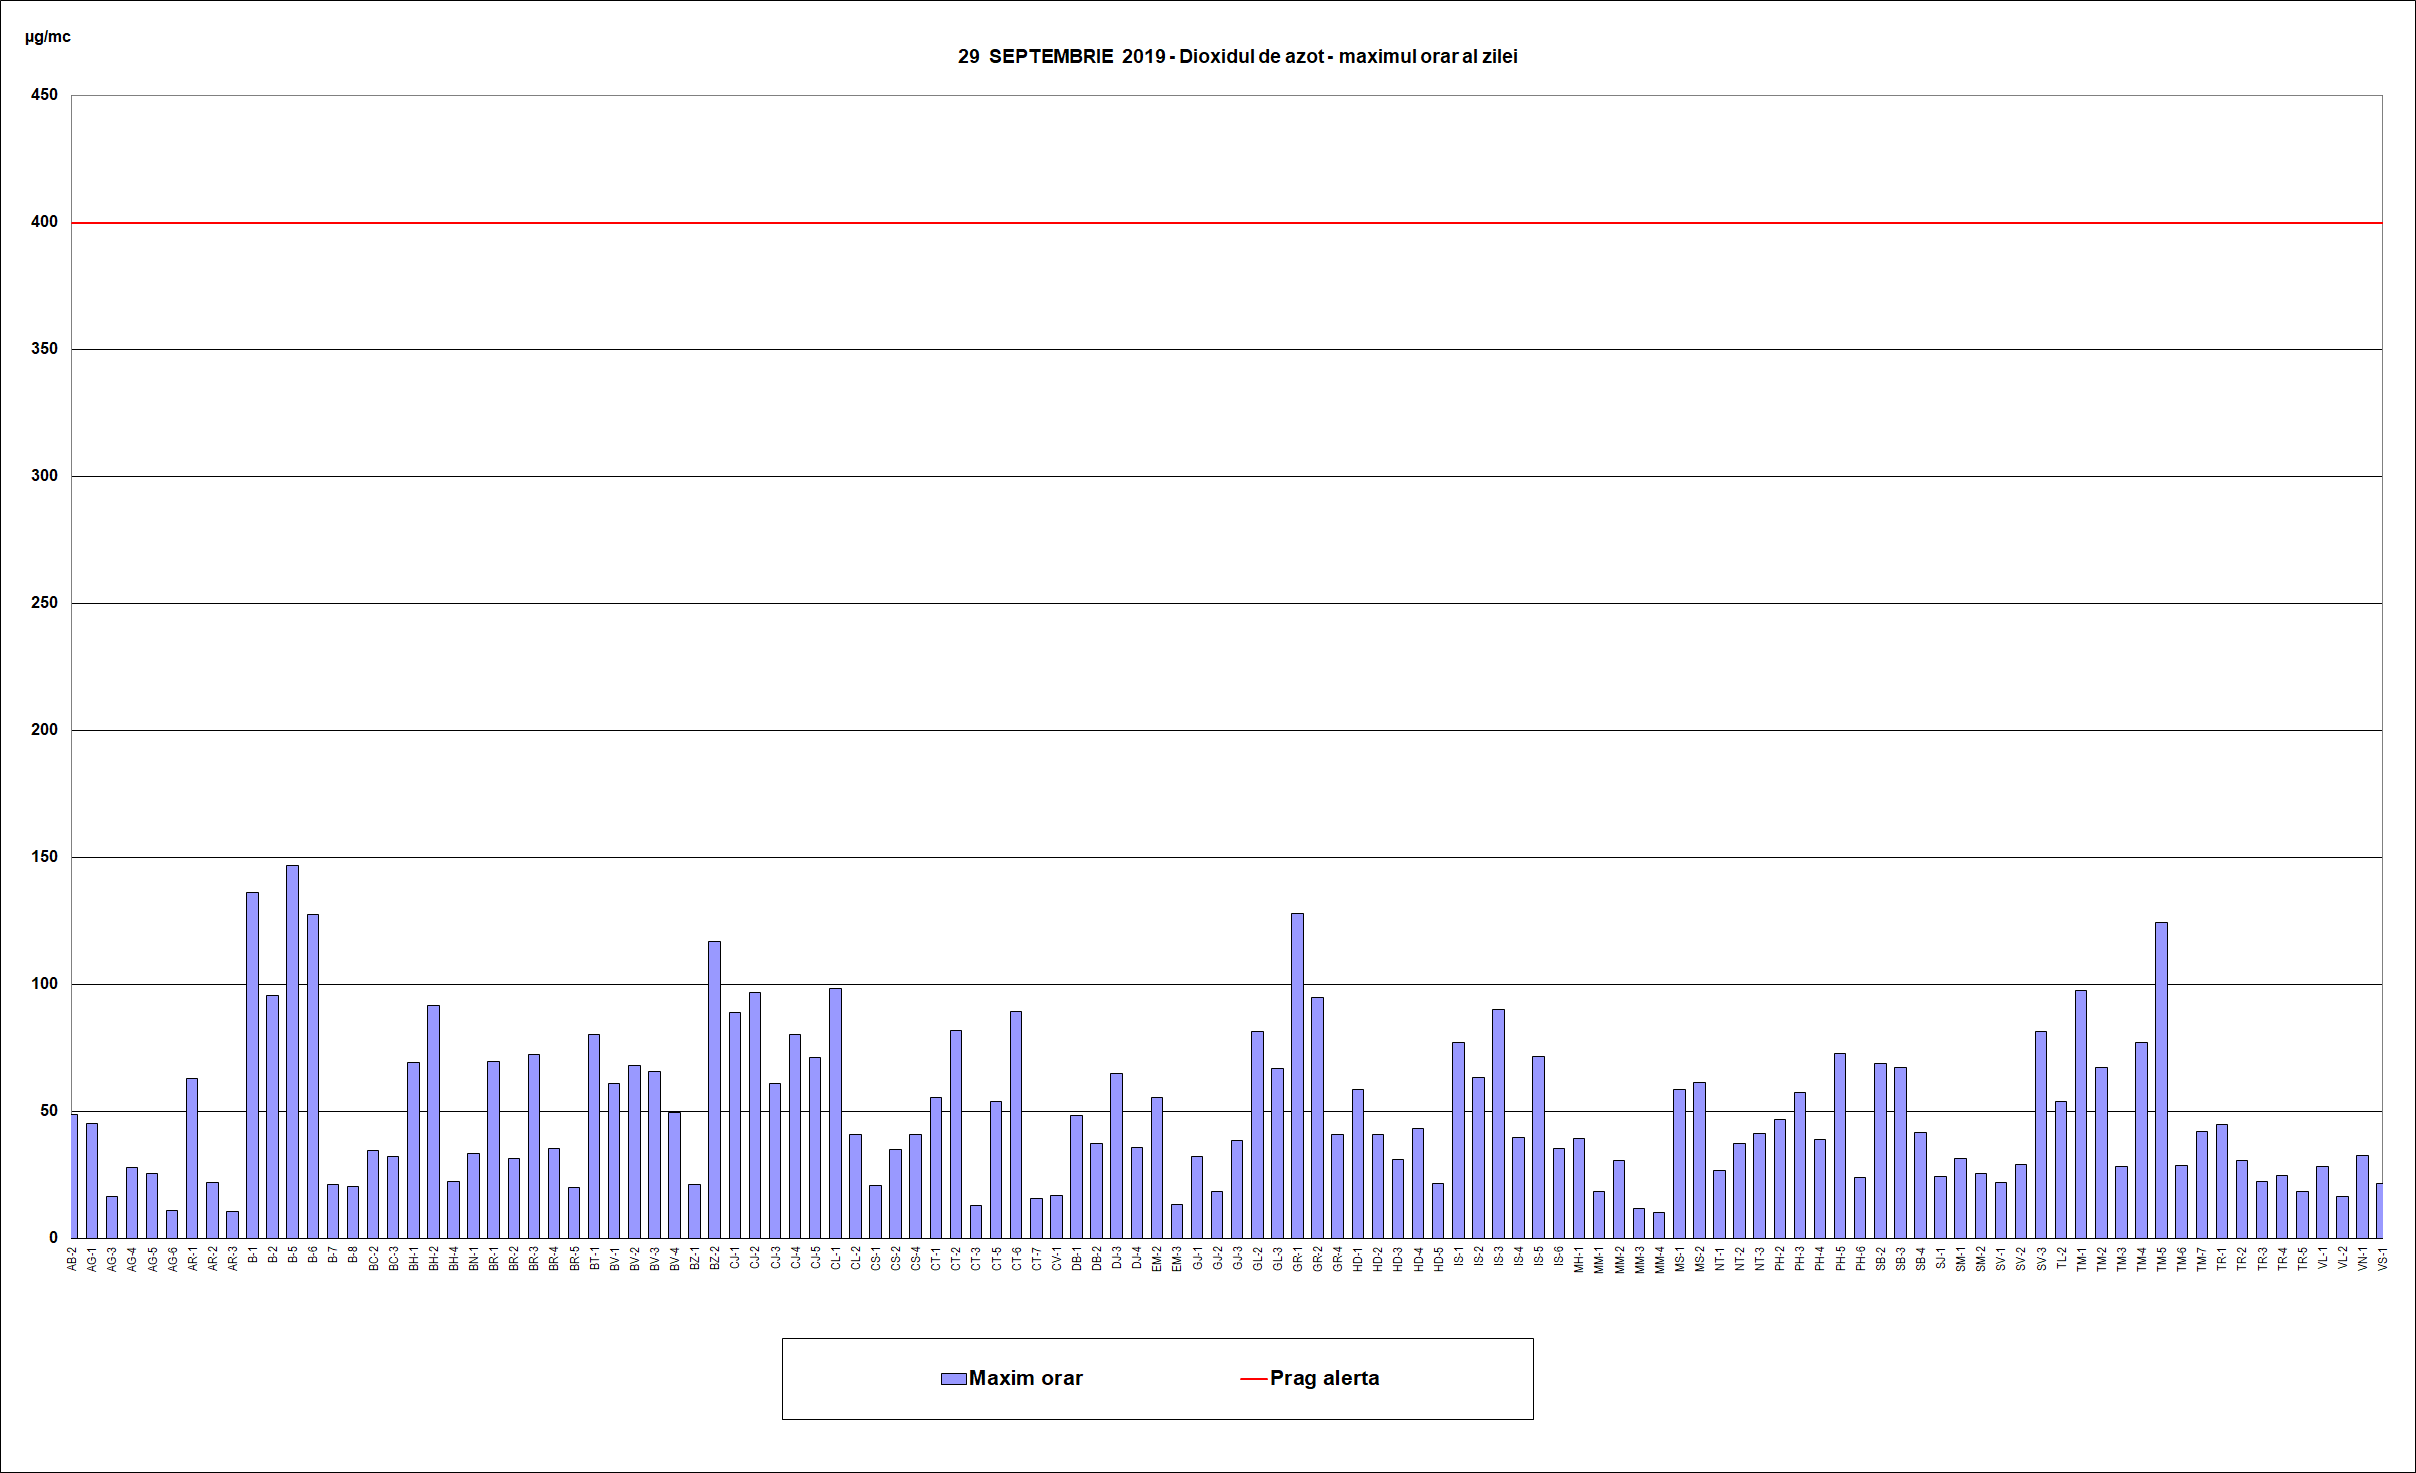 µg/mc
29 SEPTEMBRIE 2019 - Dioxidul de azot - maximul orar al zilei
450
400
350
300
250
200
150
100
50
0
AB-2 AG-1 AG-3 AG-4 AG-5 AG-6 AR-1 AR-2 AR-3 B-1 B-2 B-5 B-6 B-7 B-8 BC-2 BC-3 BH-1 BH-2 BH-4 BN-1 BR-1 BR-2 BR-3 BR-4 BR-5 BT-1 BV-1 BV-2 BV-3 BV-4 BZ-1 BZ-2 CJ-1 CJ-2 CJ-3 CJ-4 CJ-5 CL-1 CL-2 CS-1 CS-2 CS-4 CT-1 CT-2 CT-3 CT-5 CT-6 CT-7 CV-1 DB-1 DB-2 DJ-3 DJ-4 EM-2 EM-3 GJ-1 GJ-2 GJ-3 GL-2 GL-3 GR-1 GR-2 GR-4 HD-1 HD-2 HD-3 HD-4 HD-5 IS-1 IS-2 IS-3 IS-4 IS-5 IS-6 MH-1 MM-1 MM-2 MM-3 MM-4 MS-1 MS-2 NT-1 NT-2 NT-3 PH-2 PH-3 PH-4 PH-5 PH-6 SB-2 SB-3 SB-4 SJ-1 SM-1 SM-2 SV-1 SV-2 SV-3 TL-2 TM-1 TM-2 TM-3 TM-4 TM-5 TM-6 TM-7 TR-1 TR-2 TR-3 TR-4 TR-5 VL-1 VL-2 VN-1 VS-1
Maxim orar Prag alerta